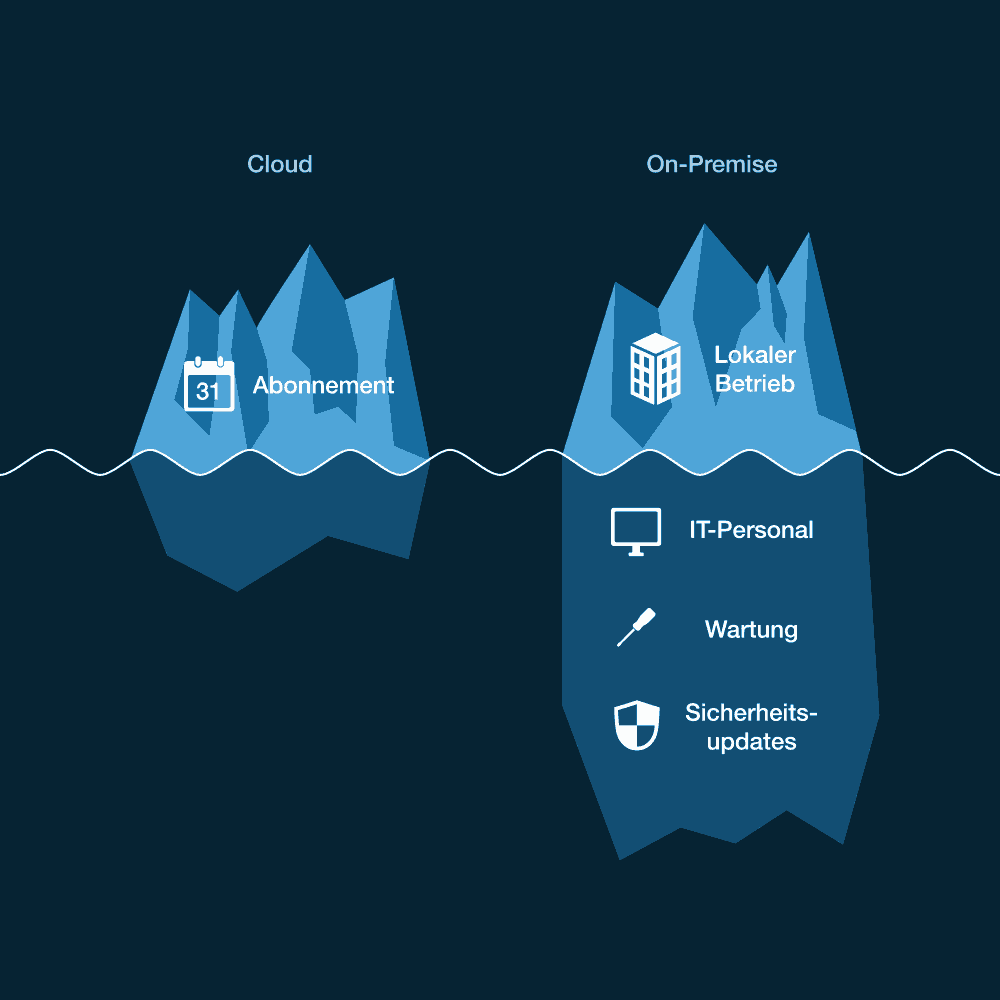 Cloud
On-Premise
31
Abonnement
Lokaler
Betrieb
IT-Personal
Wartung
Sicherheits-
updates